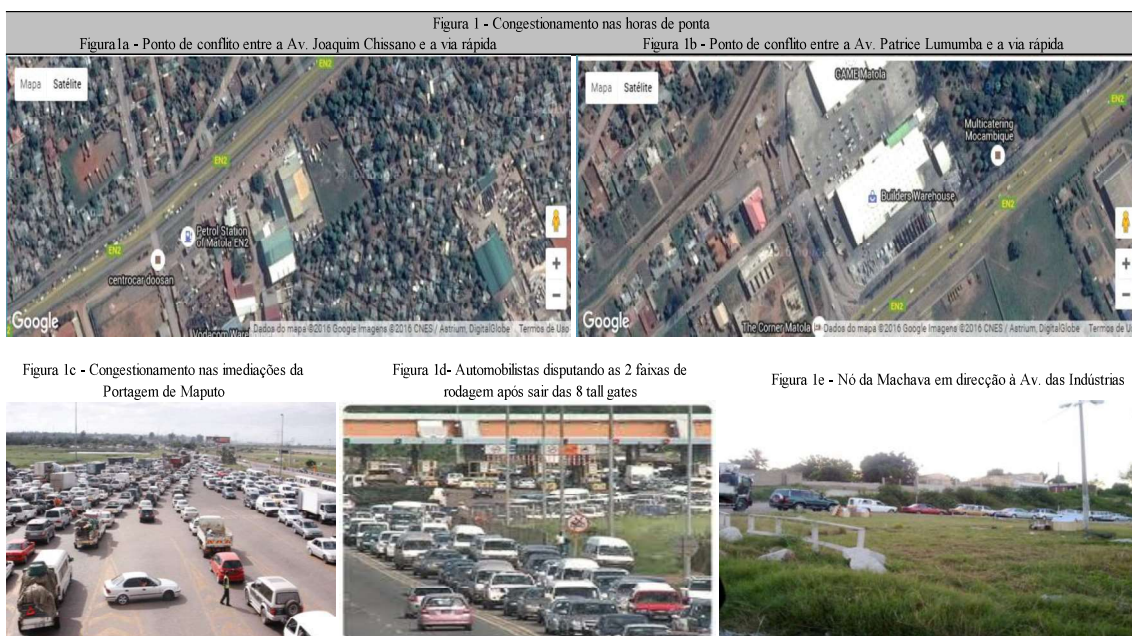 Figura 1 - Congestionamento nas horas de ponta
Figura1a - Ponto de conflito entre a Av. Joaquim Chissano e a via rápida
Figura 1b - Ponto de conflito entre a Av. Patrice Lumumba e a via rápida
Mapa Satélite
EN2
EN2
Petrol Station
of Matola EN2
EN2
centrocar doosan
Google
Vodacom Ware
Dados do mapa ©2016 Google Imagens ©2016 CNES / Astrium, DigitalGlobe Termos de Uso
Mapa Satélite
GAME Matola
EN2
Multicatering
Mocambique
Builders Warehouse
EN2
EN2
Google
The Corner Matola
Dados do mapa ©2016 Google Imagens ©2016 CNES / Astrium, DigitalGlobe Termos de Us
Figura 1c - Congestionamento nas imediações da
Portagem de Maputo
Figura 1d- Automobilistas disputando as 2 faixas de
rodagem após sair das 8 tall gates
Figura 1e - Nó da Machava em direcção à Av. das Indústrias